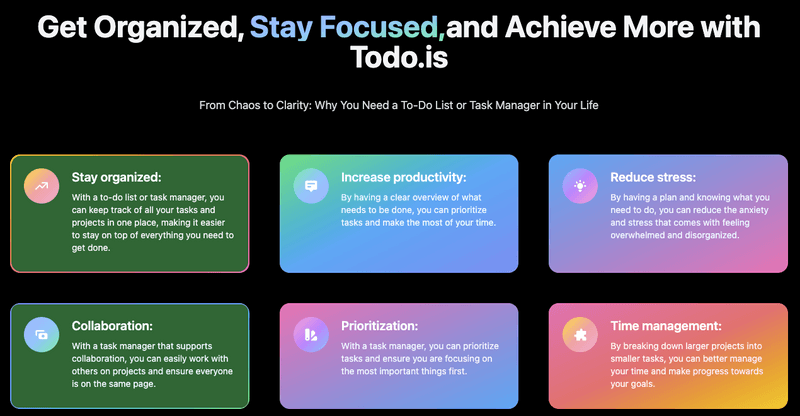 Get Organized, Stay Focused,and Achieve More with
Todo.is
From Chaos to Clarity: Why You Need a To-Do List or Task Manager in Your Life
Stay organized:
With a to-do list or task manager, you
can keep track of all your tasks and
projects in one place, making it easier
to stay on top of everything you need to
get done.
Increase productivity:
By having a clear overview of what
needs to be done, you can prioritize
tasks and make the most of your time.
Reduce stress:
By having a plan and knowing what you
need to do, you can reduce the anxiety
and stress that comes with feeling
overwhelmed and disorganized.
Collaboration:
With a task manager that supports
collaboration, you can easily work with
others on projects and ensure everyone
is on the same page.
Prioritization:
With a task manager, you can prioritize
tasks and ensure you are focusing on
the most important things first.
Time management:
By breaking down larger projects into
smaller tasks, you can better manage
your time and make progress towards
your goals.